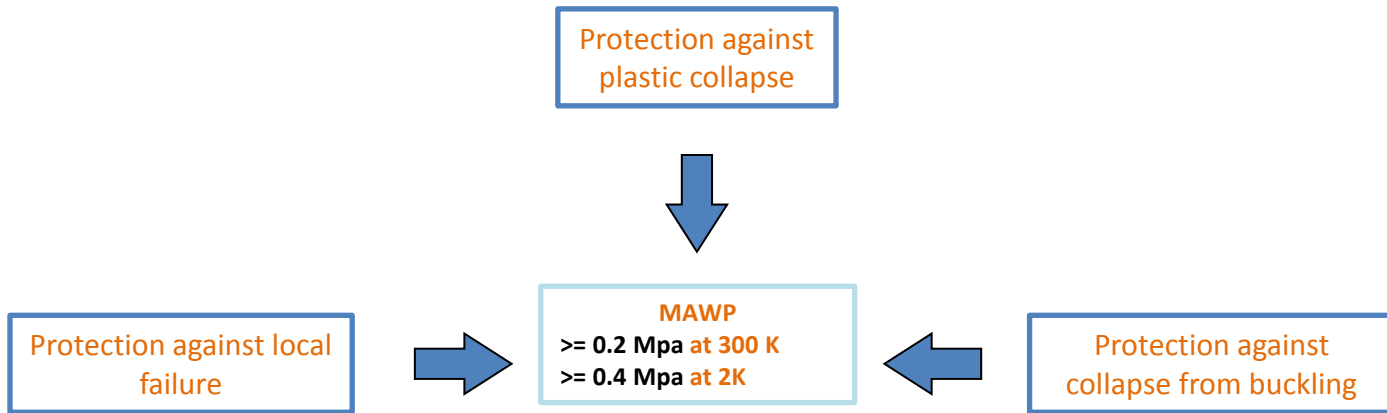 Protection against
plastic collapse
MAWP
>= 0.2 Mpa at 300 K
>= 0.4 Mpa at 2K
Protection against local
failure
Protection against
collapse from buckling